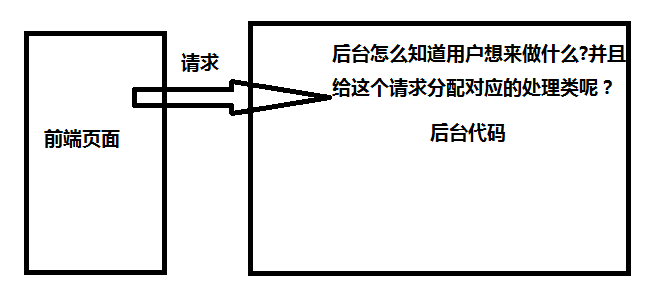 请求
后台怎么知道用户想来做什么?并且
给这个请求分配对应的处理类呢？
前端页面
后台代码